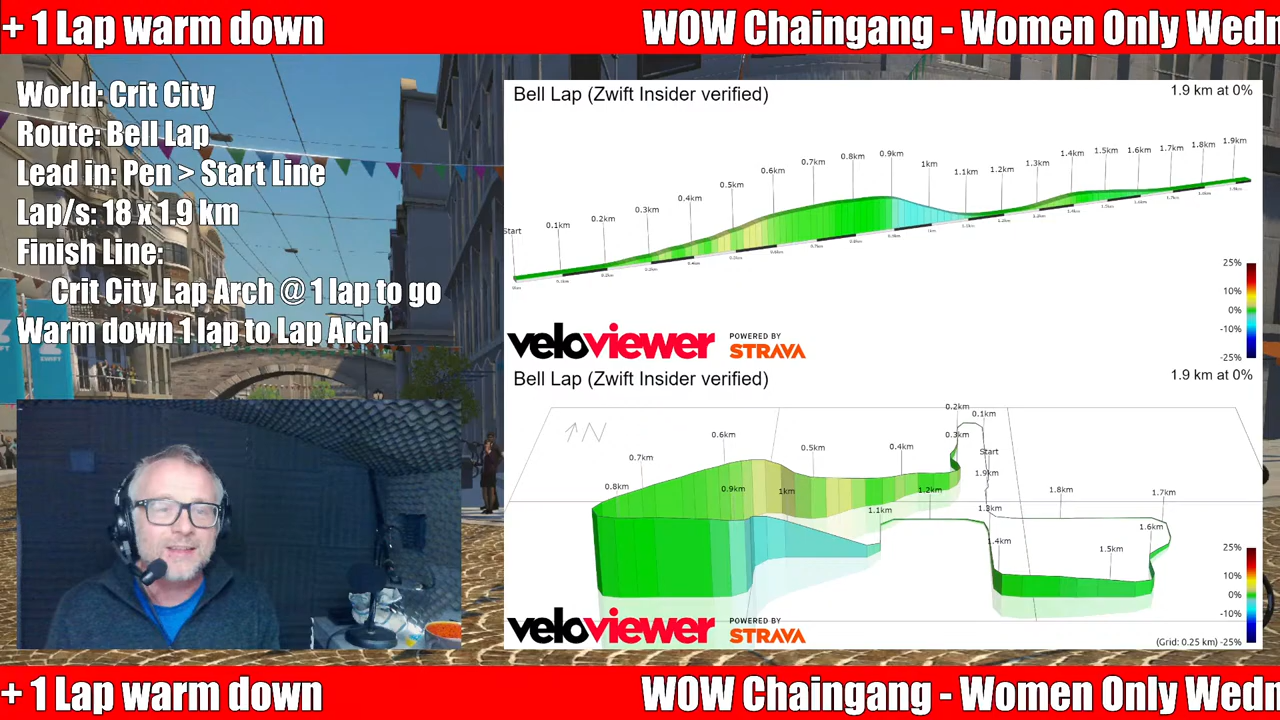 + 1 Lap warm down
WOW Chaingang - Women Only Wedn
World: Crit City
Route: Bell Lap
Lead in: Pen > Start Line
Lap/s: 18 x 1.9 km
Finish Line:
Crit City Lap Arch @ 1 lap to go
Warm down 1 lap to Lap Arch
Bell Lap (Zwift Insider verified)
1.9 km at 0%
Start
0.1km
0.2km
0.3km
0.4km
0.5km
0.6km
0.7km
0.8km
0.9km
1km
1.1km
1.2km
1.3km
1.4km
1.5km
1.6km
1.7km
1.8km
1.9km
25%
10%
0%
-10%
-25%
veloviewer
POWERED BY
STRAVA
Bell Lap (Zwift Insider verified)
1.9 km at 0%
N
0.2km
0.1km
0.6km
0.5km
0.4km
0.3km
Start
0.7km
1.9km
0.8km
0.9km
1km
1.2km
1.8km
1.7km
1.1km
1.3km
1.6km
1.4km
1.5km
25%
10%
0%
-10%
(Grid: 0.25 km) -25%
veloviewer
POWERED BY
STRAVA
+ 1 Lap warm down
WOW Chaingang - Women Only Wedn